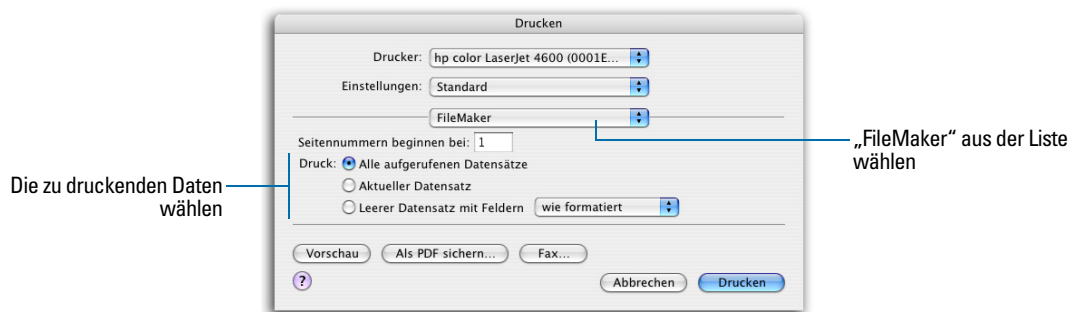 Drucken
Drucker: hp color LaserJet 4600 (0001E...
Einstellungen: Standard
FileMaker
„FileMaker“ aus der Liste
wählen
Seitennummern beginnen bei: 1
Druck: Alle aufgerufenen Datensätze
Aktueller Datensatz
Leerer Datensatz mit Feldern wie formatiert
Die zu druckenden Daten
wählen
Vorschau Als PDF sichern... Fax...
? Abbrechen Drucken